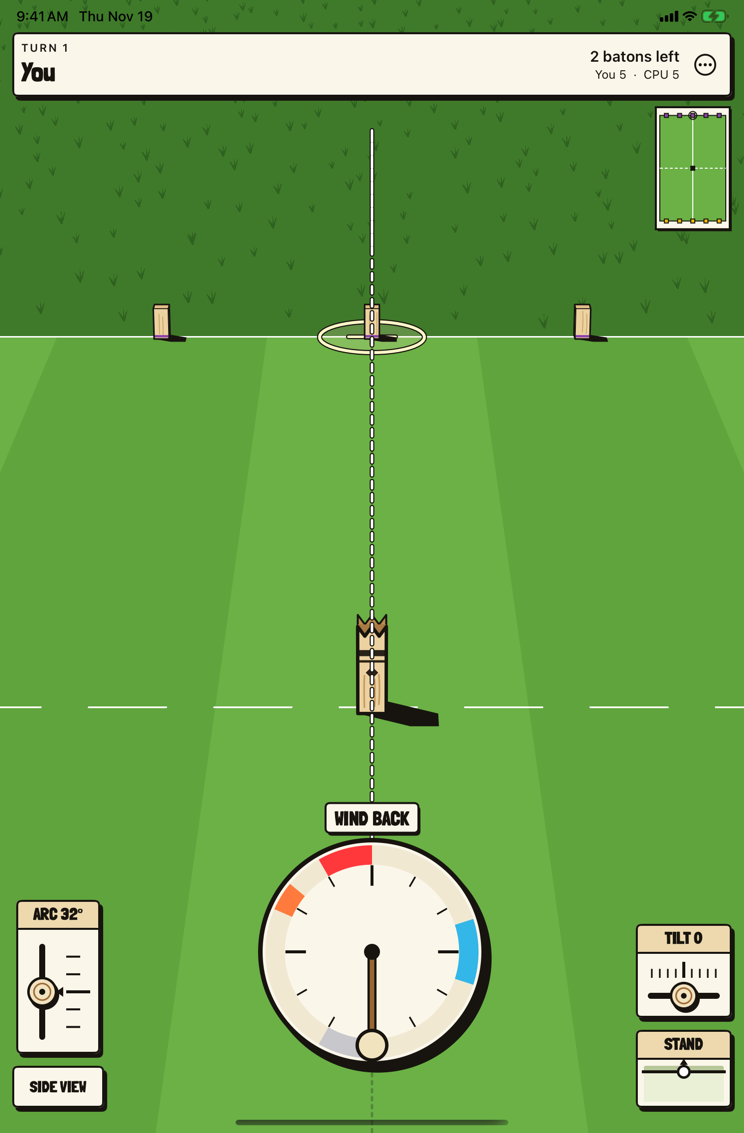 9:41 AM Thu Nov 19
TURN 1
You
2 batons left
You 5 · CPU 5
WIND BACK
ARC 32°
TILT 0
STAND
SIDE VIEW